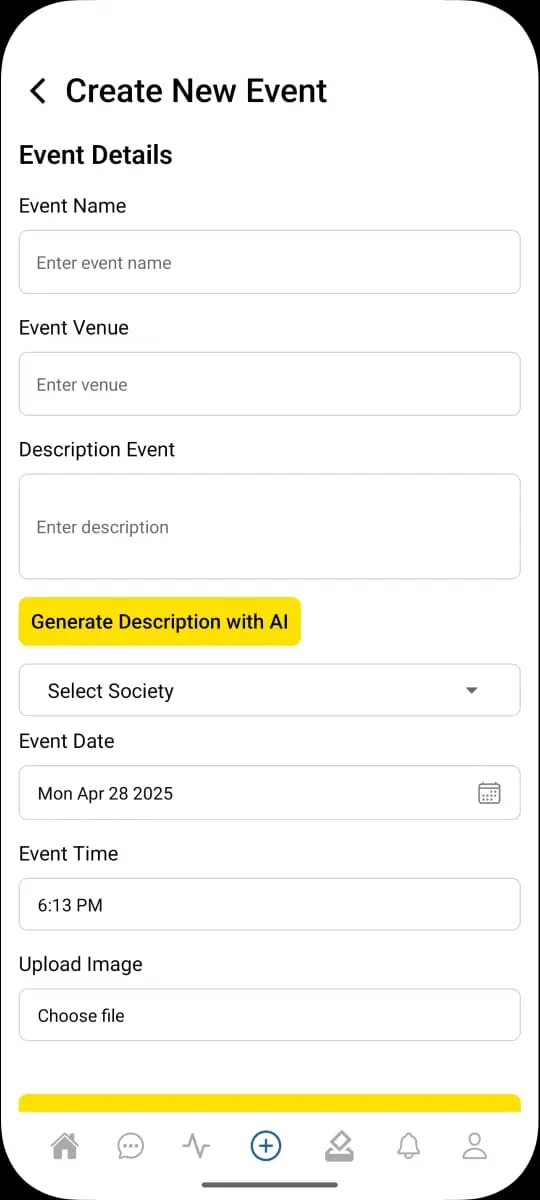 Create New Event
Event Details
Event Name
Enter event name
Event Venue
Enter venue
Description Event
Enter description
Generate Description with AI
Select Society
Event Date
Mon Apr 28 2025
Event Time
6:13 PM
Upload Image
Choose file